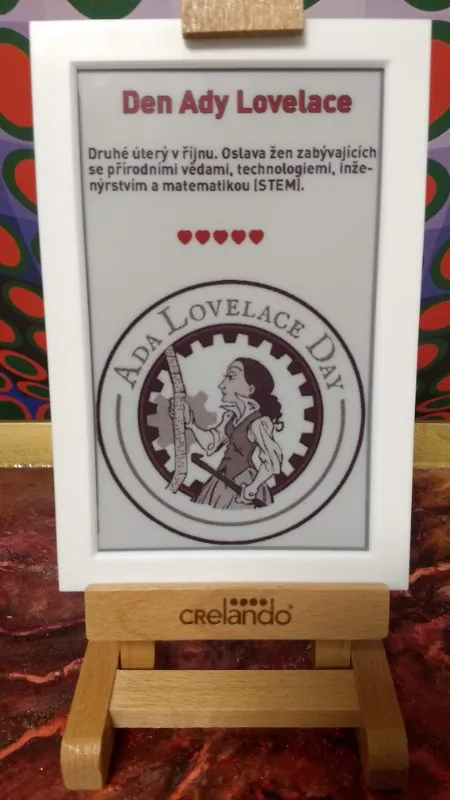 Den Ady Lovelace
Druhé úterý v říjnu. Oslava žen zabývajících
se přírodními vědami, technologiemi, inže-
nýrstvím a matematikou (STEM).
ADA LOVELACE DAY
CRelando®